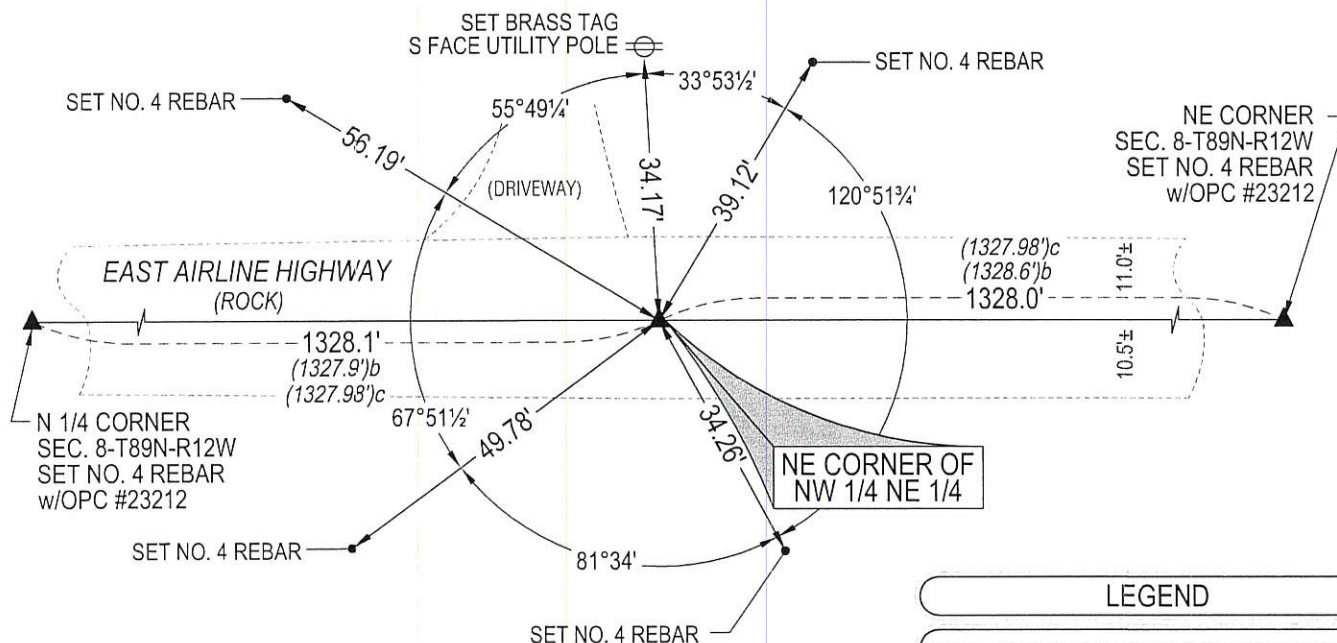 SET BRASS TAG
S FACE UTILITY POLE
SET NO. 4 REBAR
SET NO. 4 REBAR
33°53½'
55°49¼'
56.19'
34.17'
39.12'
(DRIVEWAY)
120°51¾'
NE CORNER
SEC. 8-T89N-R12W
SET NO. 4 REBAR
w/OPC #23212
EAST AIRLINE HIGHWAY
(ROCK)
(1327.98')c
(1328.6')b
1328.0'
11.0'±
10.5'±
1328.1'
(1327.9')b
(1327.98')c
N 1/4 CORNER
SEC. 8-T89N-R12W
SET NO. 4 REBAR
w/OPC #23212
67°51½'
49.78'
34.26'
NE CORNER OF
NW 1/4 NE 1/4
SET NO. 4 REBAR
81°34'
SET NO. 4 REBAR
LEGEND